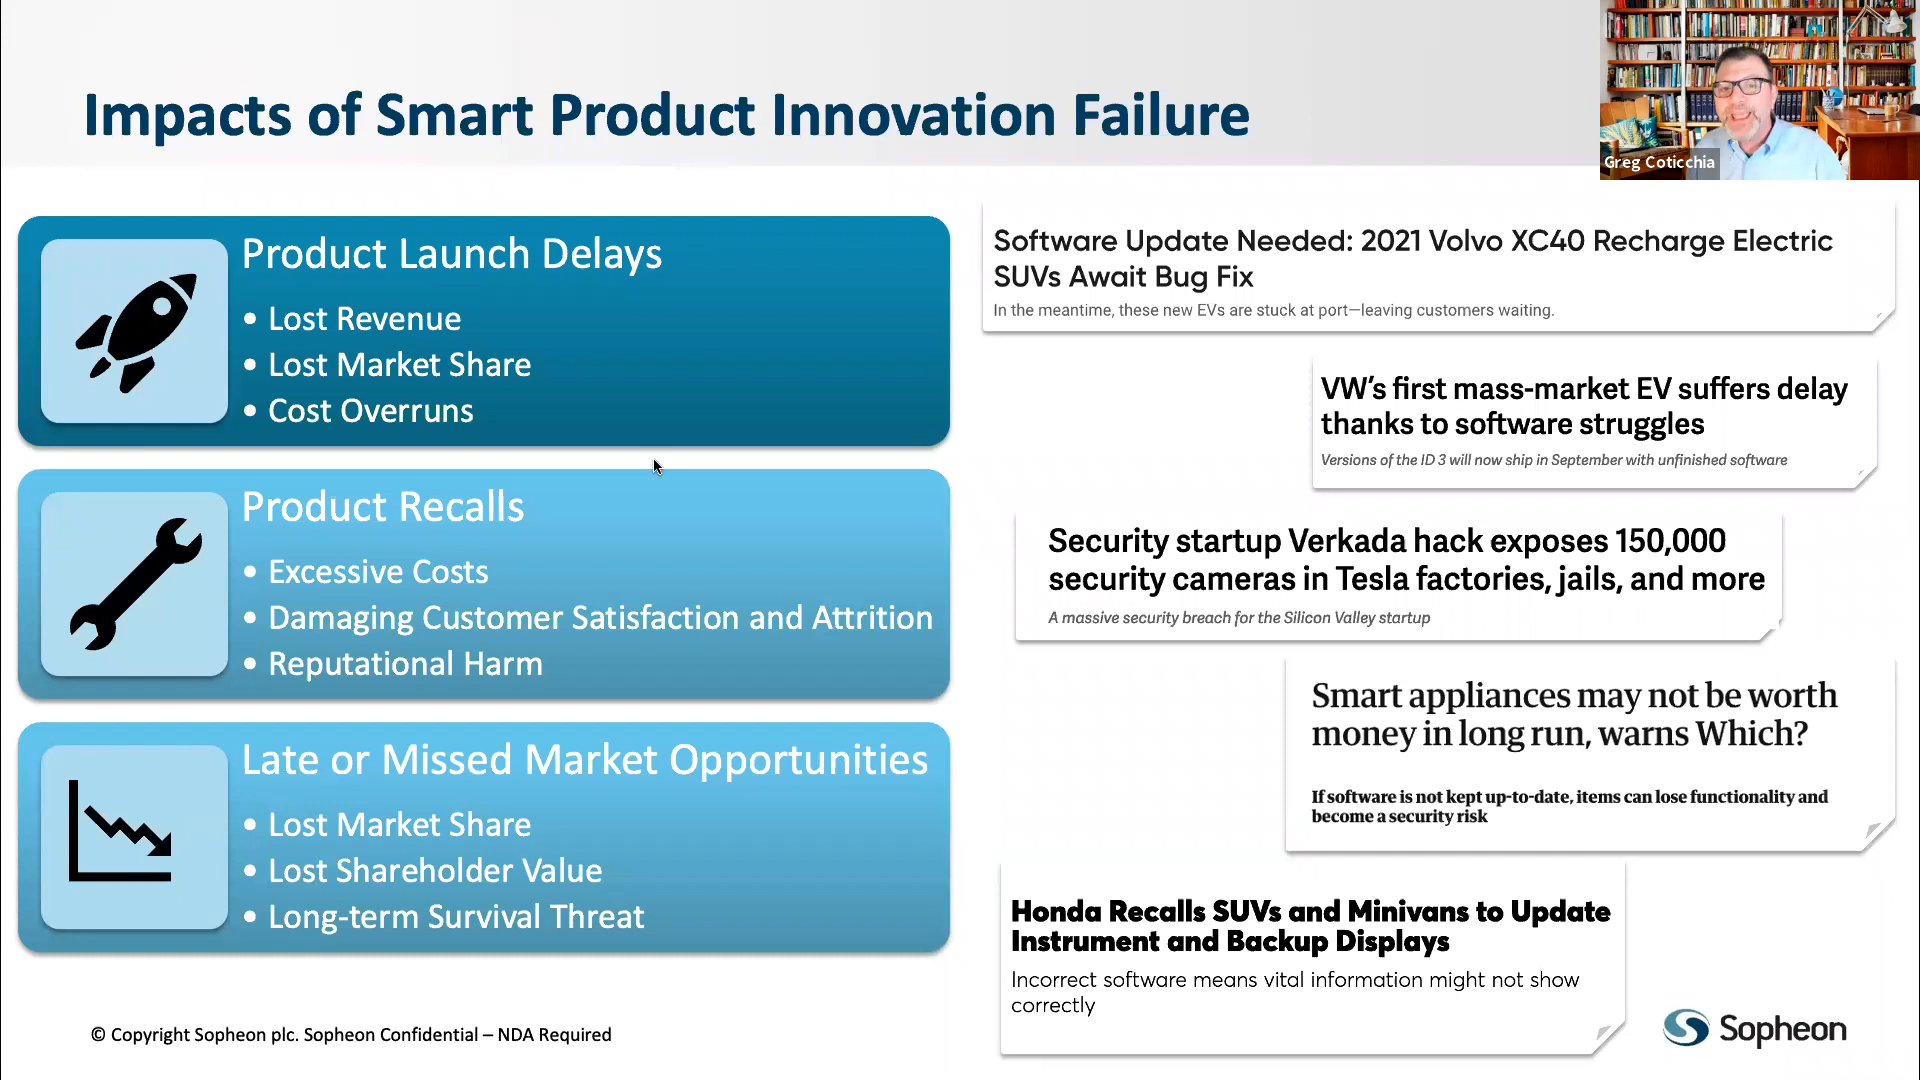 Impacts of Smart Product Innovation Failure
Greg Coticchia
Product Launch Delays
• Lost Revenue
• Lost Market Share
• Cost Overruns
Product Recalls
• Excessive Costs
• Damaging Customer Satisfaction and Attrition
• Reputational Harm
Late or Missed Market Opportunities
• Lost Market Share
• Lost Shareholder Value
• Long-term Survival Threat
Software Update Needed: 2021 Volvo XC40 Recharge Electric
SUVs Await Bug Fix
In the meantime, these new EVs are stuck at port—leaving customers waiting.
VW’s first mass-market EV suffers delay
thanks to software struggles
Versions of the ID 3 will now ship in September with unfinished software
Security startup Verkada hack exposes 150,000
security cameras in Tesla factories, jails, and more
A massive security breach for the Silicon Valley startup
Smart appliances may not be worth
money in long run, warns Which?
If software is not kept up-to-date, items can lose functionality and
become a security risk
Honda Recalls SUVs and Minivans to Update
Instrument and Backup Displays
Incorrect software means vital information might not show
correctly
© Copyright Sopheon plc. Sopheon Confidential – NDA Required
Sopheon